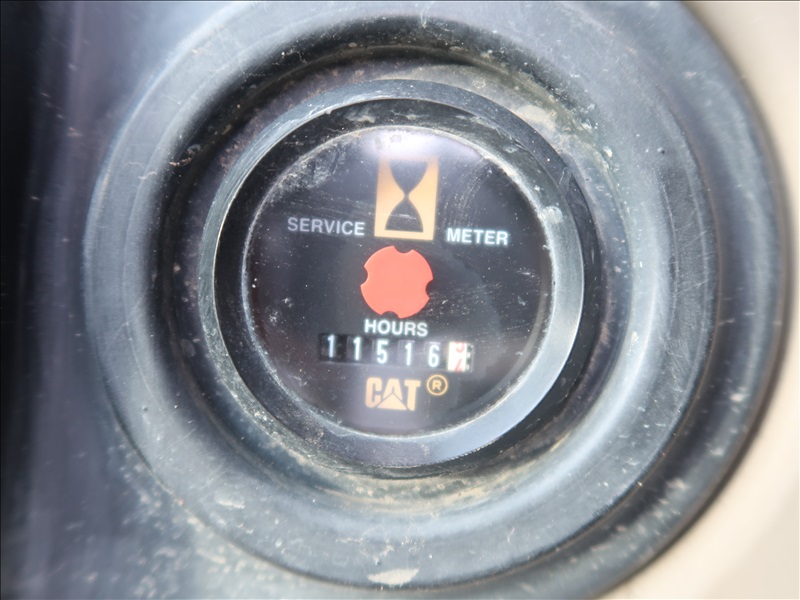 SERVICE METER
HOURS
11516
CAT®